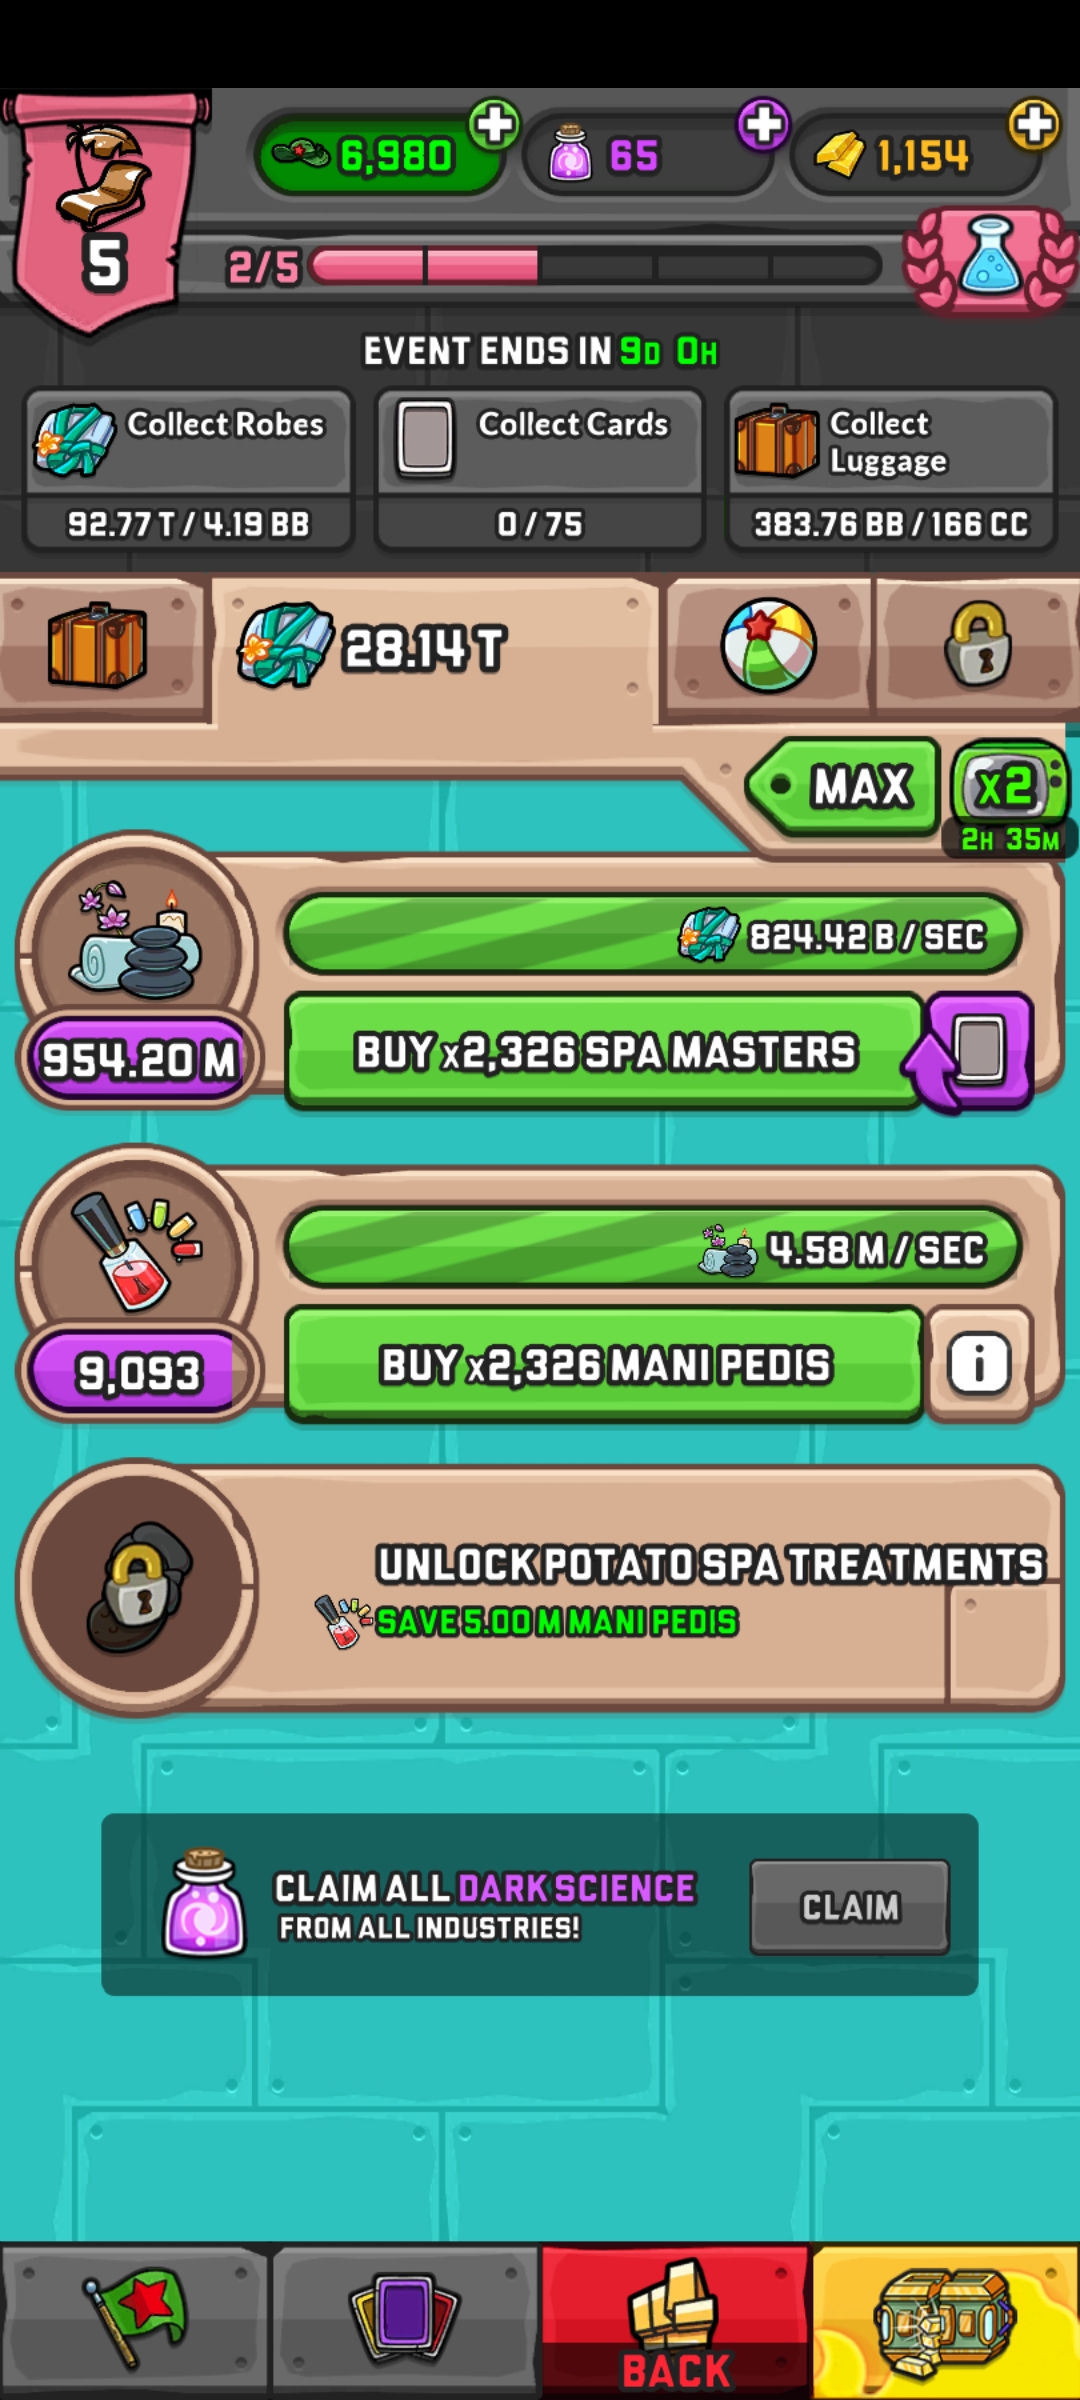 6,980
65
1,154
5
2/5
EVENT ENDS IN 9D 0H
Collect Robes
92.77 T / 4.19 BB
Collect Cards
0 / 75
Collect
Luggage
383.76 BB / 166 CC
28.14 T
MAX
x2
2H 35M
824.42 B / SEC
954.20 M
BUY x2,326 SPA MASTERS
4.58 M / SEC
9,093
BUY x2,326 MANI PEDIS
i
UNLOCK POTATO SPA TREATMENTS
SAVE 5.00 M MANI PEDIS
CLAIM ALL DARK SCIENCE
FROM ALL INDUSTRIES!
CLAIM
BACK